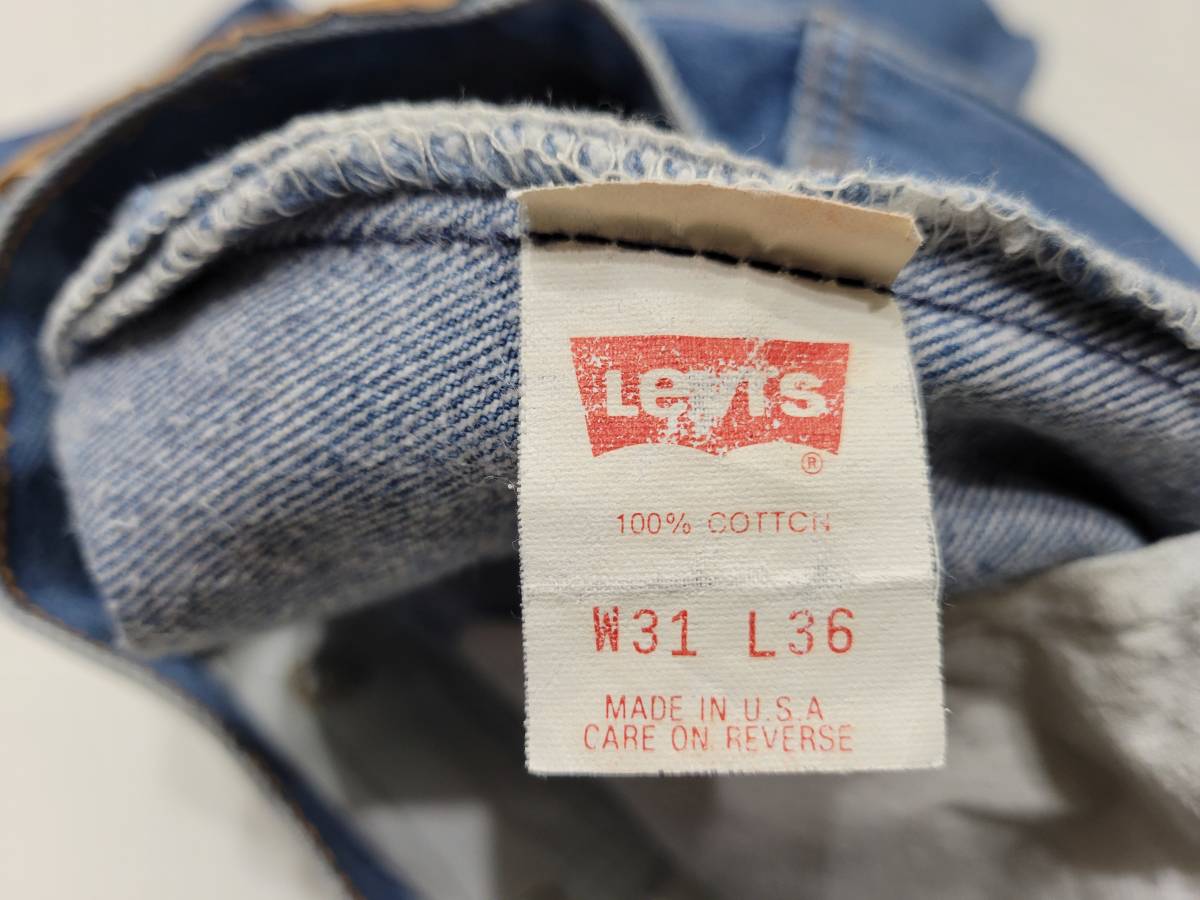 Levi's
®
100% COTTON
W31 L36
MADE IN U.S.A
CARE ON REVERSE